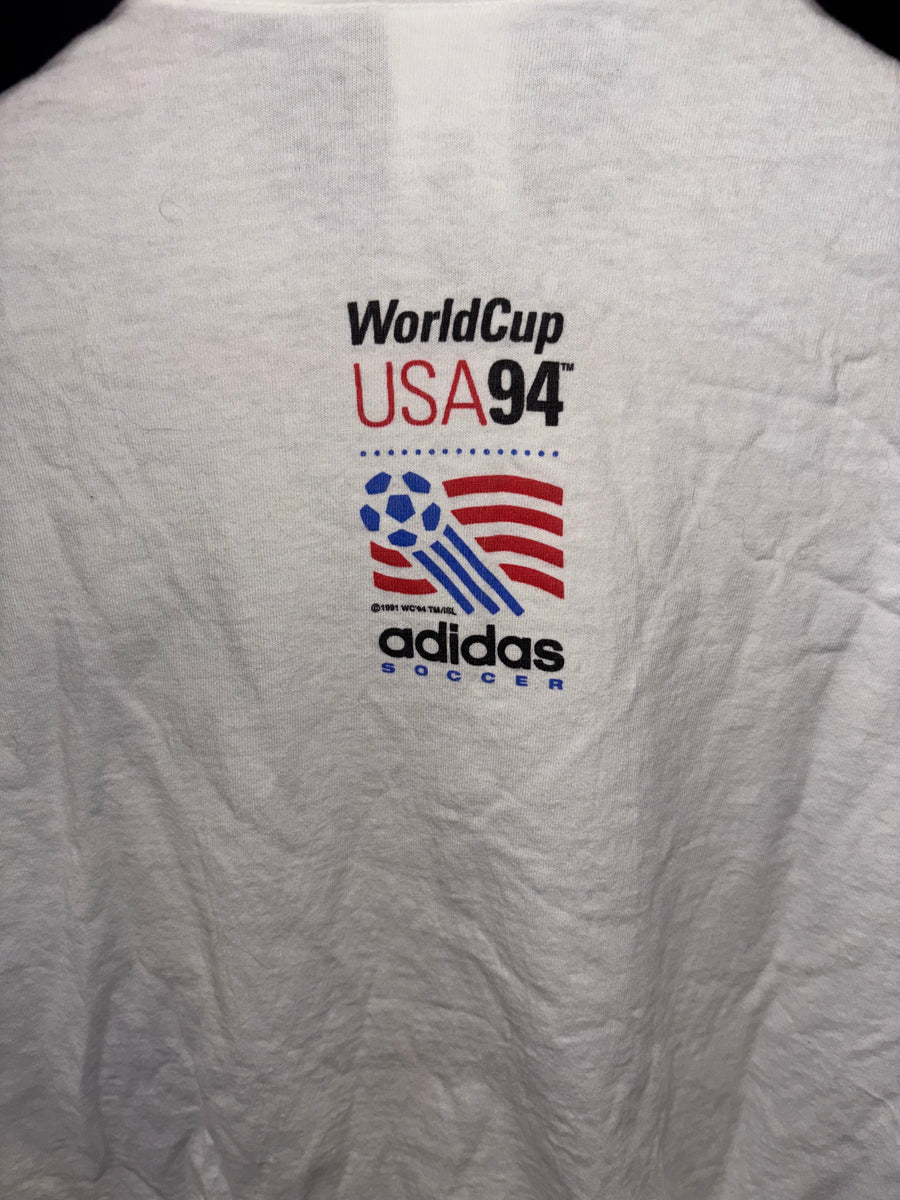 WorldCup
USA94™
©1991 WC'94 TM/ISL
adidas
SOCCER